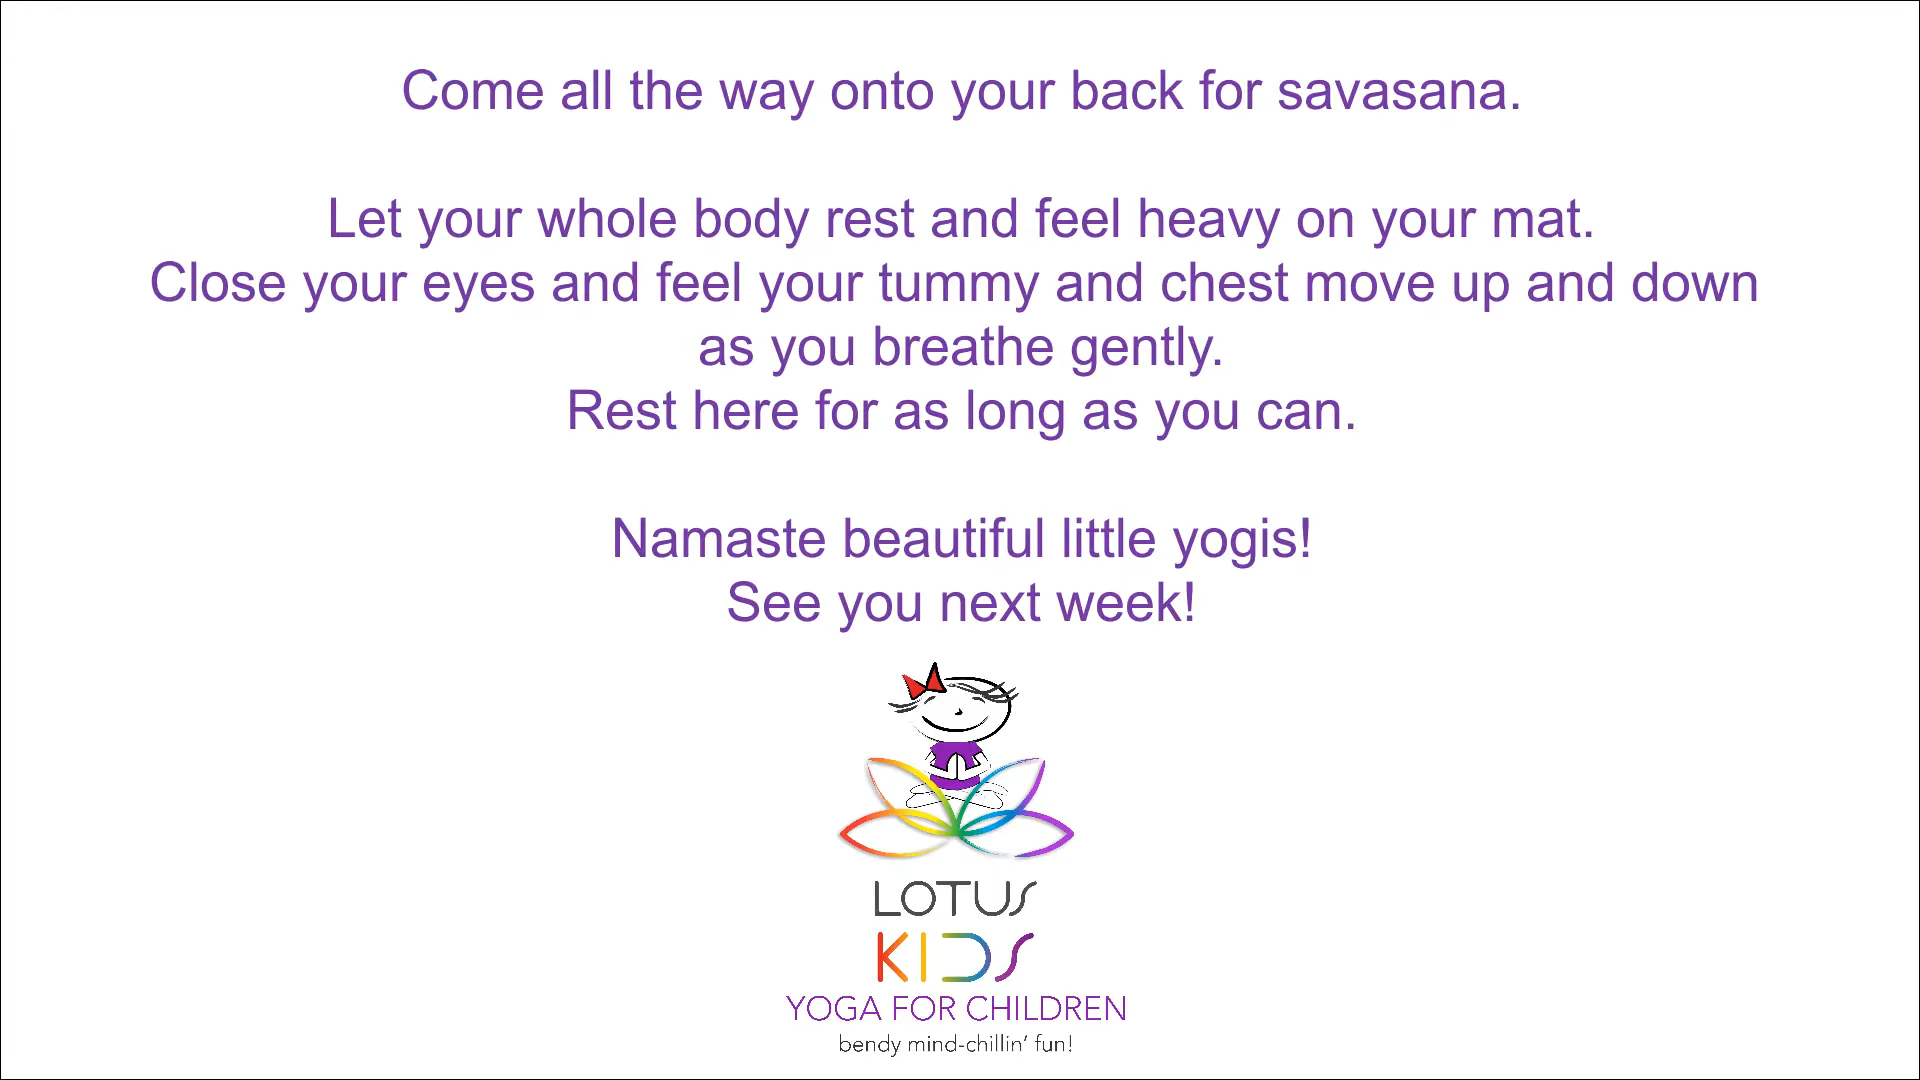 Come all the way onto your back for savasana.
Let your whole body rest and feel heavy on your mat.
Close your eyes and feel your tummy and chest move up and down
as you breathe gently.
Rest here for as long as you can.
Namaste beautiful little yogis!
See you next week!
LOTUS
KIDS
YOGA FOR CHILDREN
bendy mind-chillin’ fun!